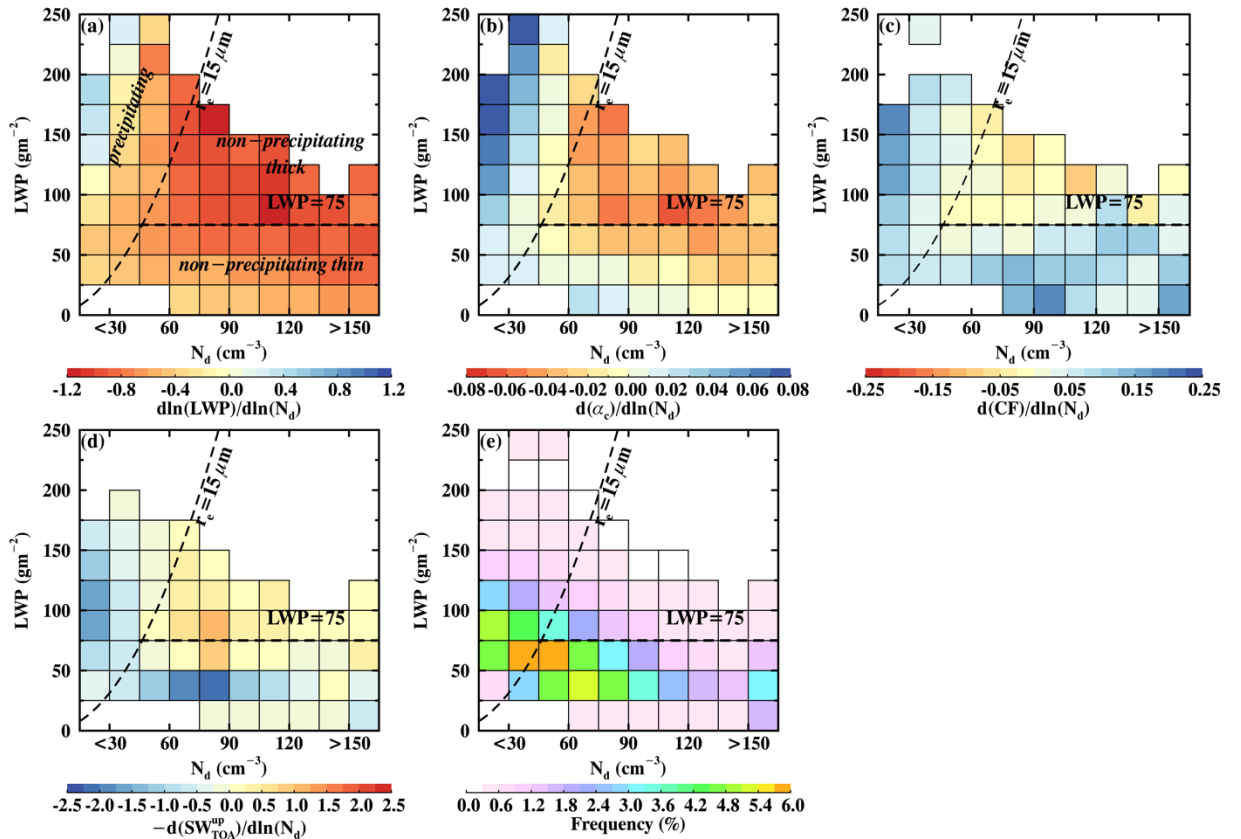 (a)
250
200
150
100
50
0
LWP (gm⁻²)
precipitating
rₑ=15 μm
non−precipitating
thick
LWP=75
non−precipitating thin
<30 60 90 120 >150
N_d (cm⁻³)
-1.2 -0.8 -0.4 0.0 0.4 0.8 1.2
dln(LWP)/dln(N_d)
(b)
250
200
150
100
50
0
LWP (gm⁻²)
rₑ=15 μm
LWP=75
<30 60 90 120 >150
N_d (cm⁻³)
-0.08 -0.06 -0.04 -0.02 0.00 0.02 0.04 0.06 0.08
d(α_c)/dln(N_d)
(c)
250
200
150
100
50
0
LWP (gm⁻²)
rₑ=15 μm
LWP=75
<30 60 90 120 >150
N_d (cm⁻³)
-0.25 -0.15 -0.05 0.05 0.15 0.25
d(CF)/dln(N_d)
(d)
250
200
150
100
50
0
LWP (gm⁻²)
rₑ=15 μm
LWP=75
<30 60 90 120 >150
N_d (cm⁻³)
-2.5 -2.0 -1.5 -1.0 -0.5 0.0 0.5 1.0 1.5 2.0 2.5
−d(SW^up_TOA)/dln(N_d)
(e)
250
200
150
100
50
0
LWP (gm⁻²)
rₑ=15 μm
LWP=75
<30 60 90 120 >150
N_d (cm⁻³)
0.0 0.6 1.2 1.8 2.4 3.0 3.6 4.2 4.8 5.4 6.0
Frequency (%)